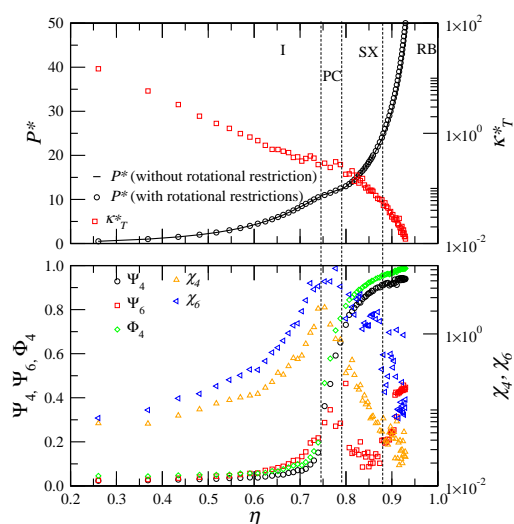 50
40
30
20
10
0
P*
I
PC
SX
RB
1×10²
1×10⁰
1×10⁻²
κ*_T
P* (without rotational restriction)
P* (with rotational restrictions)
κ*_T
1.0
0.8
0.6
0.4
0.2
0.0
Ψ₄, Ψ₆, Φ₄
Ψ₄
Ψ₆
Φ₄
χ₄
χ₆
1×10⁰
1×10⁻²
χ₄, χ₆
0.2 0.3 0.4 0.5 0.6 0.7 0.8 0.9 1.0
η